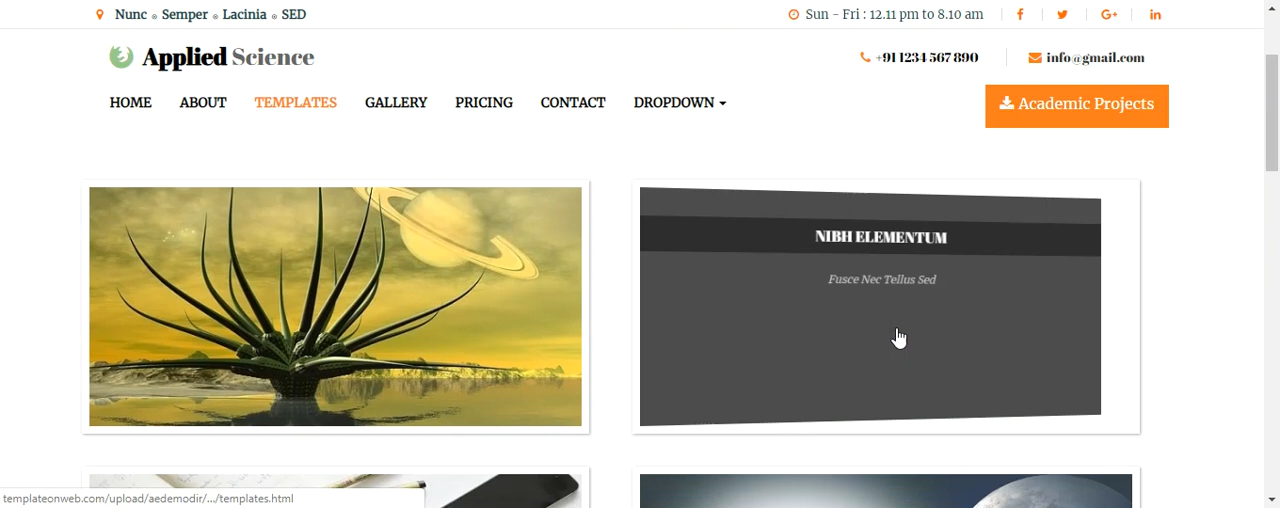 Nunc Semper Lacinia SED
Sun - Fri : 12.11 pm to 8.10 am
Applied Science
+91 1234 567 890
info@gmail.com
HOME ABOUT TEMPLATES GALLERY PRICING CONTACT DROPDOWN
Academic Projects
NIBH ELEMENTUM
Fusce Nec Tellus Sed
templateonweb.com/upload/aedemodir/.../templates.html